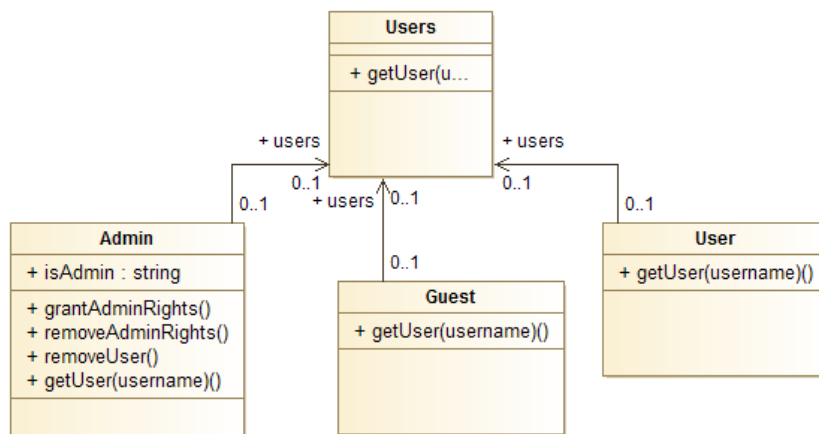 Users
+ getUser(u...
+ users
0..1
0..1
+ users
0..1
0..1
+ users
0..1
0..1
Admin
+ isAdmin : string
+ grantAdminRights()
+ removeAdminRights()
+ removeUser()
+ getUser(username)()
Guest
+ getUser(username)()
User
+ getUser(username)()